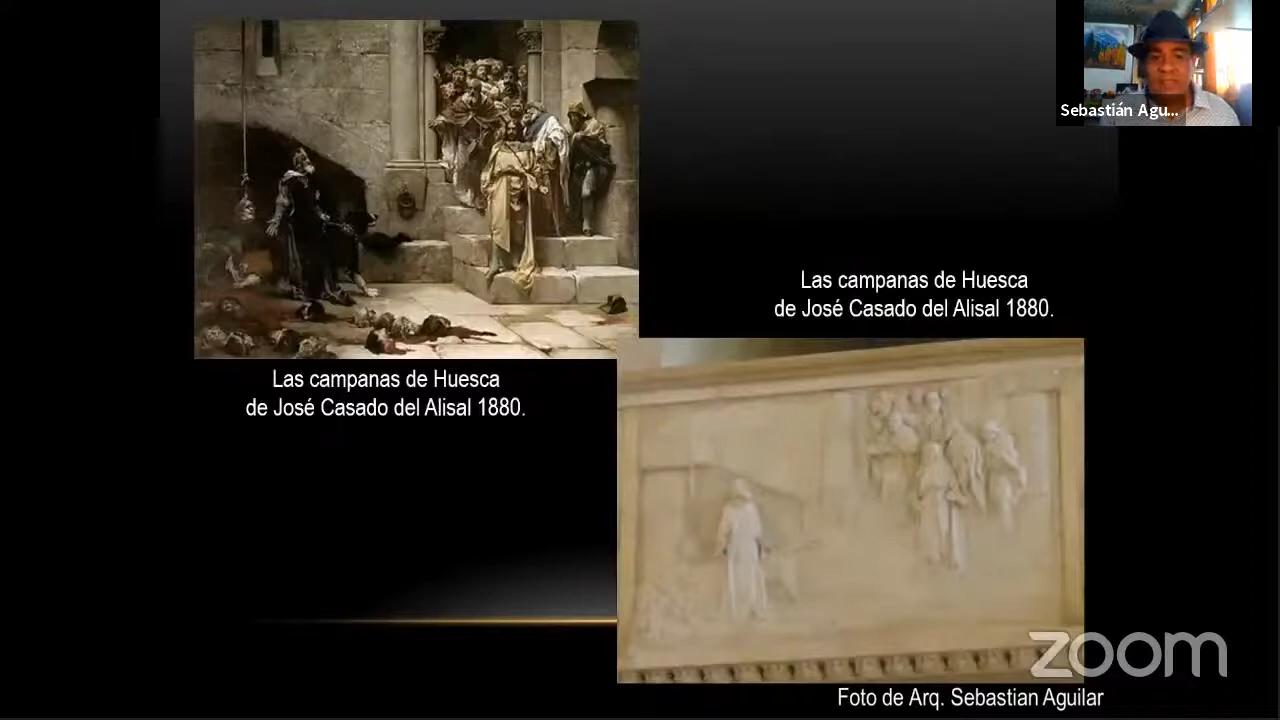 Sebastián Agu...
Las campanas de Huesca
de José Casado del Alisal 1880.
Las campanas de Huesca
de José Casado del Alisal 1880.
zoom
Foto de Arq. Sebastian Aguilar